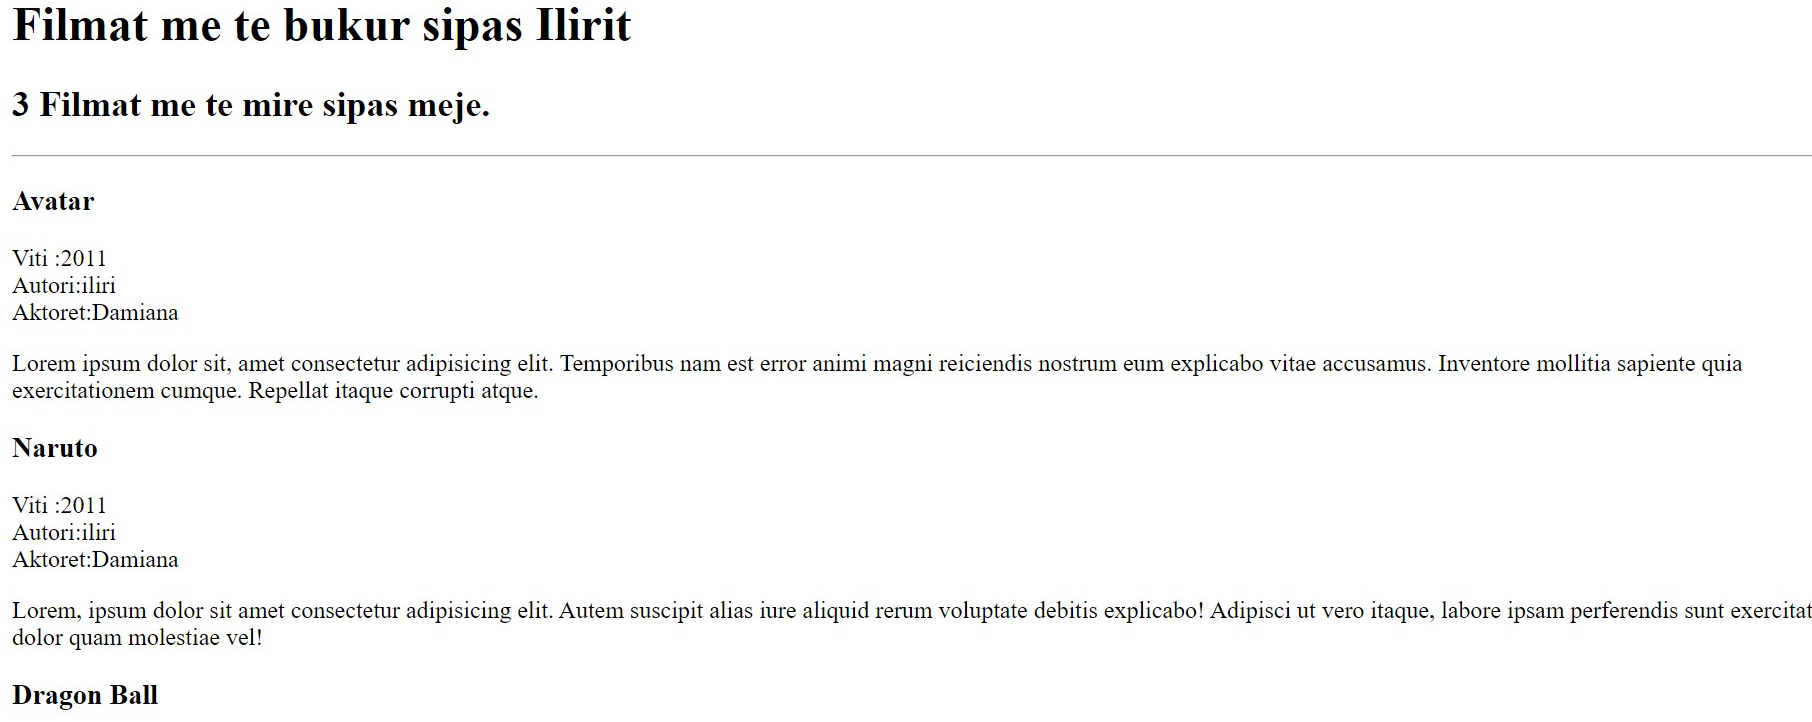 Filmat me te bukur sipas Ilirit
3 Filmat me te mire sipas meje.
Avatar
Viti :2011
Autori:iliri
Aktoret:Damiana
Lorem ipsum dolor sit, amet consectetur adipisicing elit. Temporibus nam est error animi magni reiciendis nostrum eum explicabo vitae accusamus. Inventore mollitia sapiente quia
exercitationem cumque. Repellat itaque corrupti atque.
Naruto
Viti :2011
Autori:iliri
Aktoret:Damiana
Lorem, ipsum dolor sit amet consectetur adipisicing elit. Autem suscipit alias iure aliquid rerum voluptate debitis explicabo! Adipisci ut vero itaque, labore ipsam perferendis sunt exercitat
dolor quam molestiae vel!
Dragon Ball